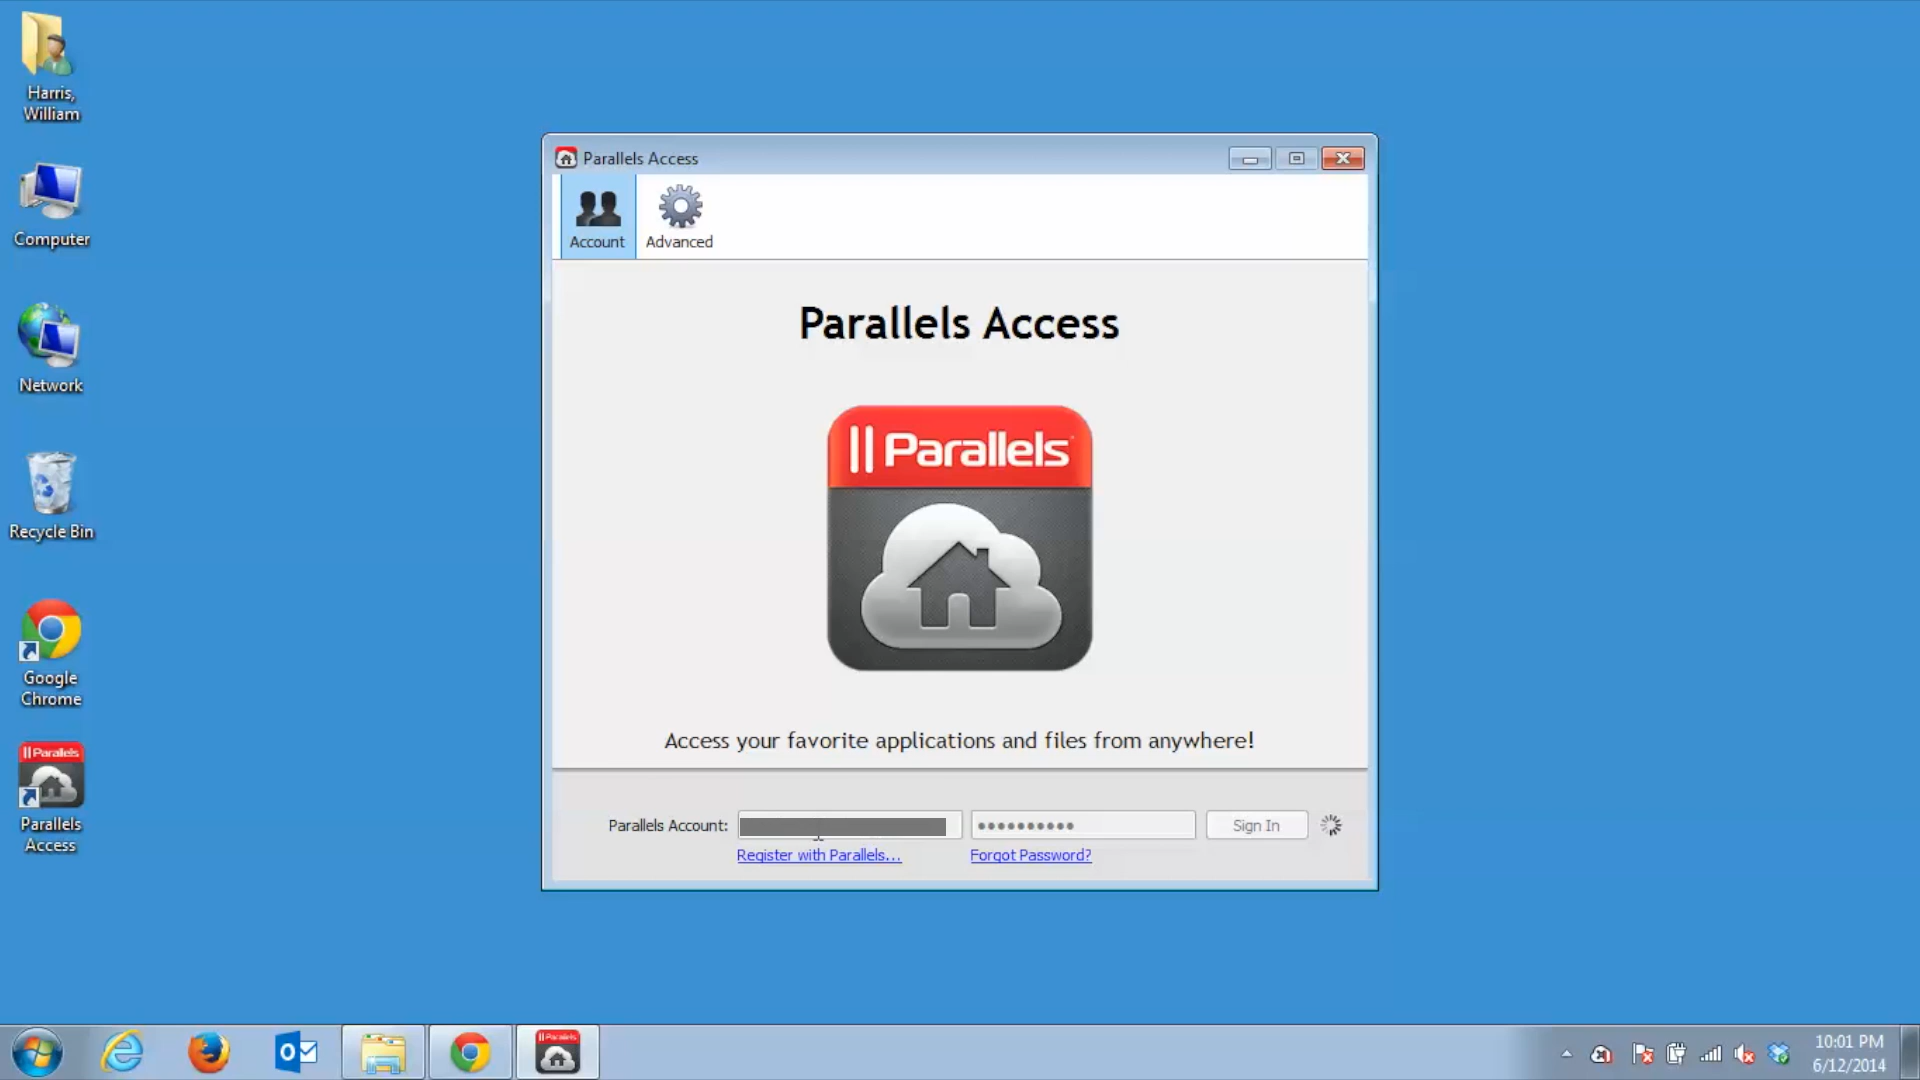 Harris,
William
Computer
Network
Recycle Bin
Google
Chrome
Parallels
Parallels
Access
Parallels Access
Account
Advanced
Parallels Access
Parallels
Access your favorite applications and files from anywhere!
Parallels Account:
Sign In
Register with Parallels...
Forgot Password?
Parallels
10:01 PM
6/12/2014